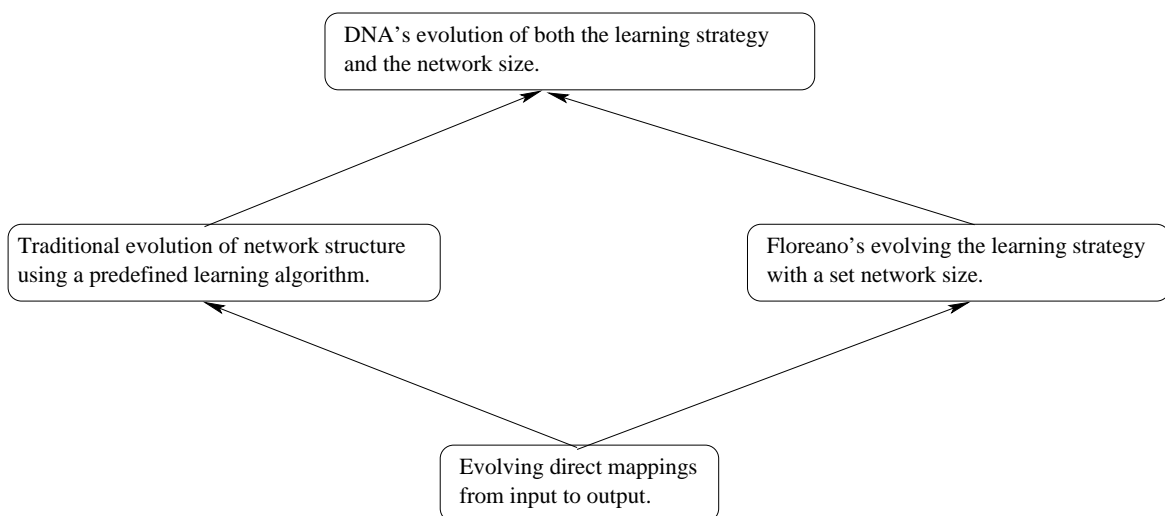 DNA's evolution of both the learning strategy
and the network size.
Traditional evolution of network structure
using a predefined learning algorithm.
Floreano's evolving the learning strategy
with a set network size.
Evolving direct mappings
from input to output.